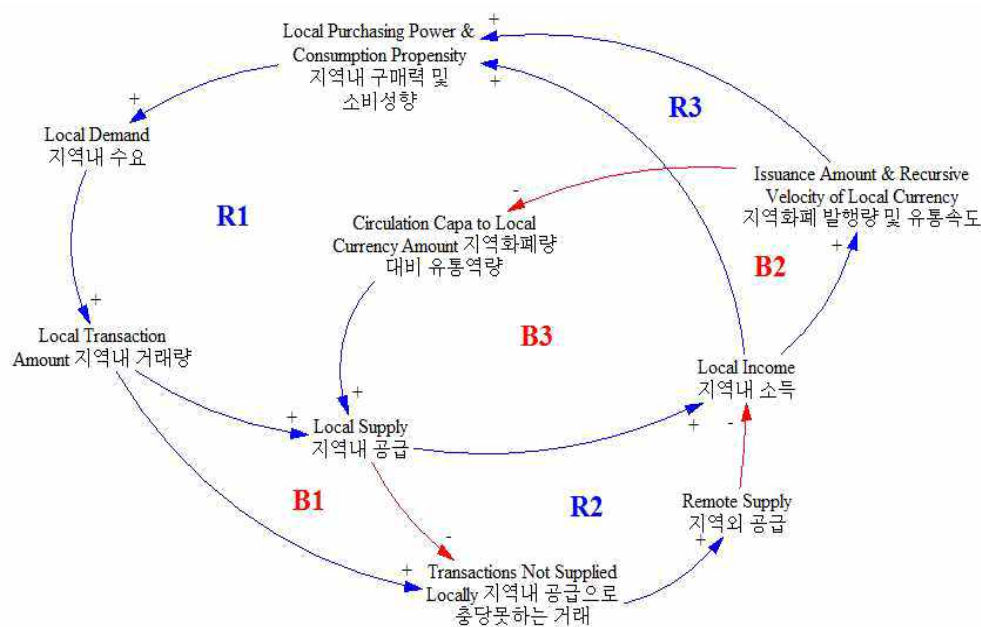 +
Local Purchasing Power &
Consumption Propensity
지역내 구매력 및
소비성향
+
R3
+
Local Demand
지역내 수요
Issuance Amount & Recursive
Velocity of Local Currency
지역화폐 발행량 및 유통속도
-
R1
Circulation Capa to Local
Currency Amount 지역화폐량
대비 유통역량
+
B2
+
Local Transaction
Amount 지역내 거래량
B3
Local Income
지역내 소득
+
+
Local Supply
지역내 공급
+
-
B1
R2
Remote Supply
지역외 공급
-
+
+
Transactions Not Supplied
Locally 지역내 공급으로
충당못하는 거래